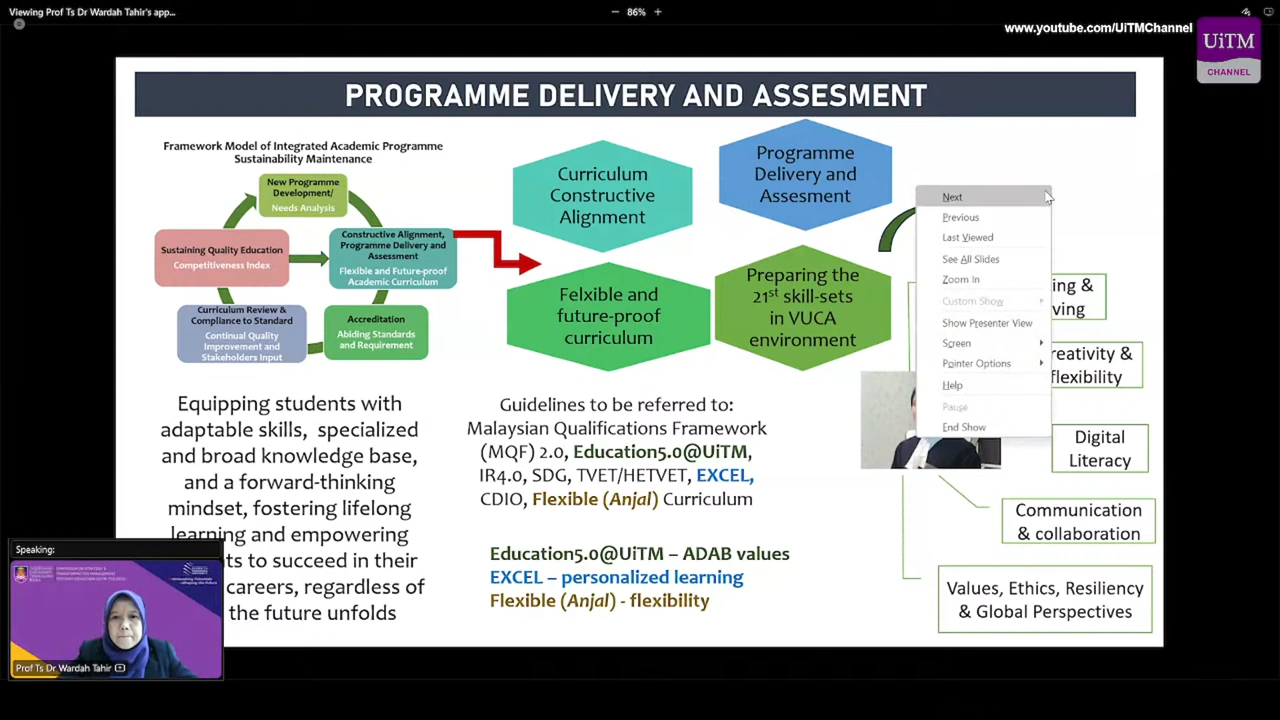 Viewing Prof Ts Dr Wardah Tahir's app...
86%
www.youtube.com/UiTMChannel
UiTM
CHANNEL
PROGRAMME DELIVERY AND ASSESMENT
Framework Model of Integrated Academic Programme
Sustainability Maintenance
New Programme
Development/
Needs Analysis
Sustaining Quality Education
Competitiveness Index
Constructive Alignment,
Programme Delivery and
Assessment
Flexible and Future-proof
Academic Curriculum
Curriculum Review &
Compliance to Standard
Continual Quality
Improvement and
Stakeholders Input
Accreditation
Abiding Standards
and Requirement
Curriculum
Constructive
Alignment
Programme
Delivery and
Assesment
Felxible and
future-proof
curriculum
Preparing the
21st skill-sets
in VUCA
environment
Next
Previous
Last Viewed
See All Slides
Zoom In
Custom Show
Show Presenter View
Screen
Pointer Options
Help
Pause
End Show
ing &
ving
reativity &
flexibility
Digital
Literacy
Communication
& collaboration
Values, Ethics, Resiliency
& Global Perspectives
Equipping students with
adaptable skills, specialized
and broad knowledge base,
and a forward-thinking
mindset, fostering lifelong
learning and empowering
nts to succeed in their
careers, regardless of
the future unfolds
Guidelines to be referred to:
Malaysian Qualifications Framework
(MQF) 2.0, Education5.0@UiTM,
IR4.0, SDG, TVET/HETVET, EXCEL,
CDIO, Flexible (Anjal) Curriculum
Education5.0@UiTM – ADAB values
EXCEL – personalized learning
Flexible (Anjal) - flexibility
Speaking:
Prof Ts Dr Wardah Tahir